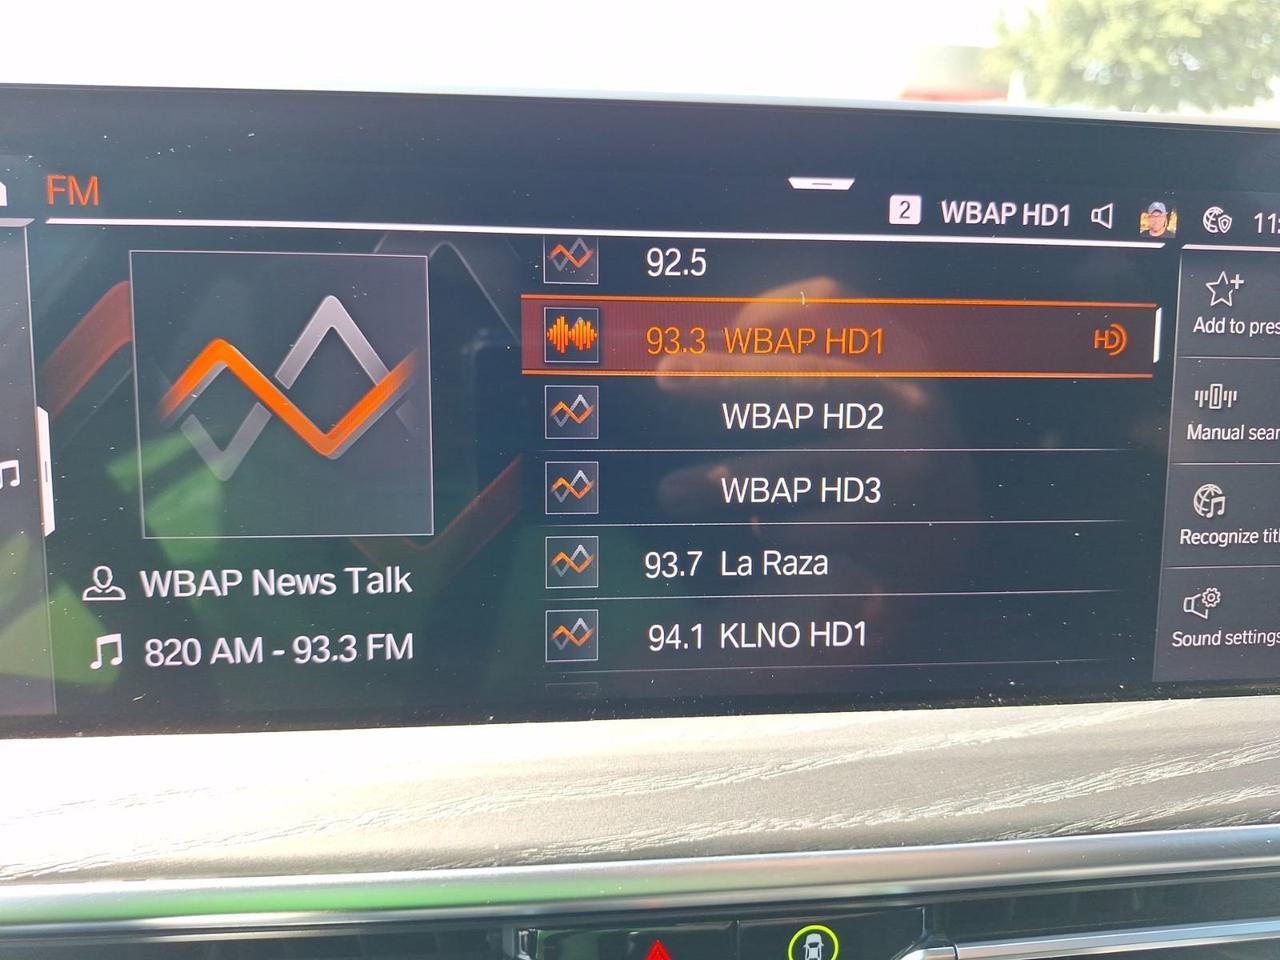 FM
2 WBAP HD1
11:
92.5
93.3 WBAP HD1 HD
WBAP HD2
WBAP HD3
93.7 La Raza
94.1 KLNO HD1
WBAP News Talk
820 AM - 93.3 FM
Add to pres
Manual sear
Recognize titl
Sound settings